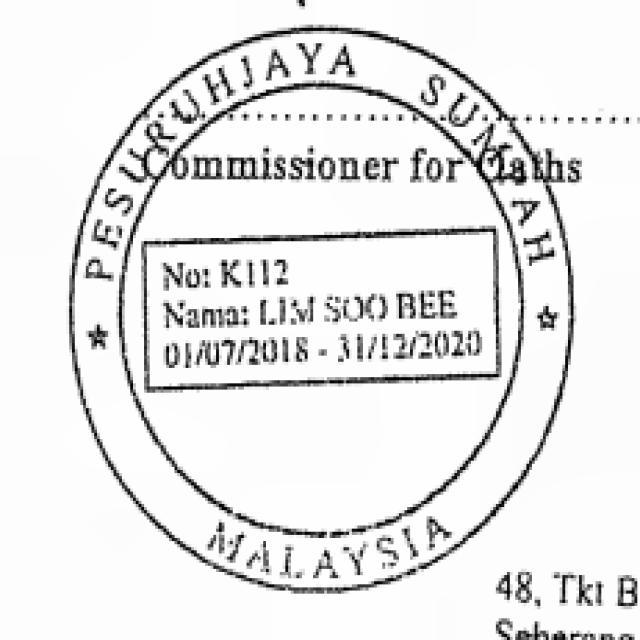 PESURUHJAYA SUMPAH
Commissioner for Oaths
No: K112
Nama: LIM SOO BEE
01/07/2018 - 31/12/2020
MALAYSIA
48, Tkt B
Seberang